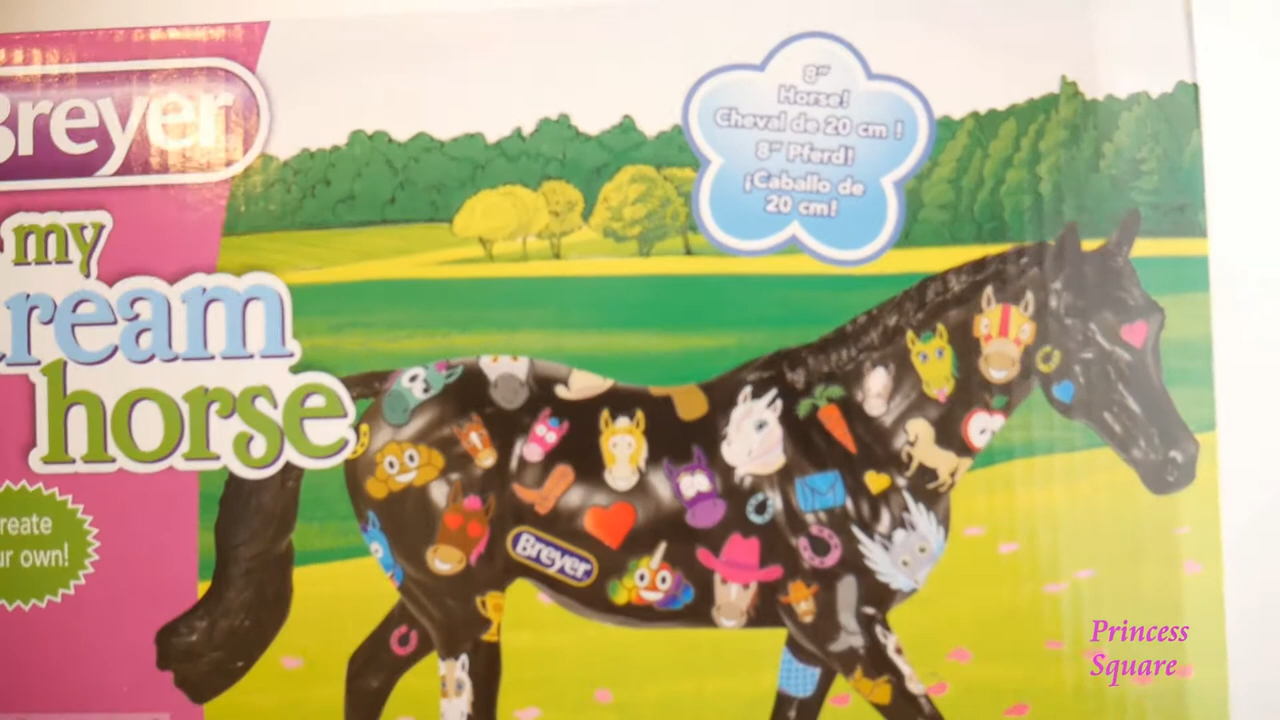 Breyer
my
ream
horse
reate
ur own!
8"
Horse!
Cheval de 20 cm !
8" Pferd!
¡Caballo de
20 cm!
Breyer
Princess
Square